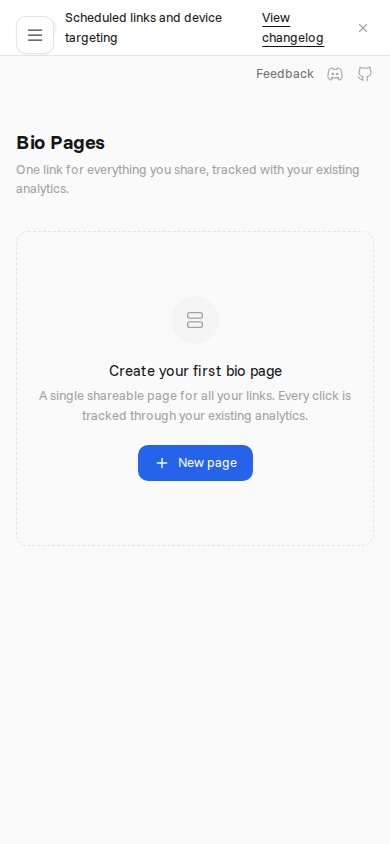 Scheduled links and device
targeting
View
changelog
Feedback
Bio Pages
One link for everything you share, tracked with your existing
analytics.
Create your first bio page
A single shareable page for all your links. Every click is
tracked through your existing analytics.
New page